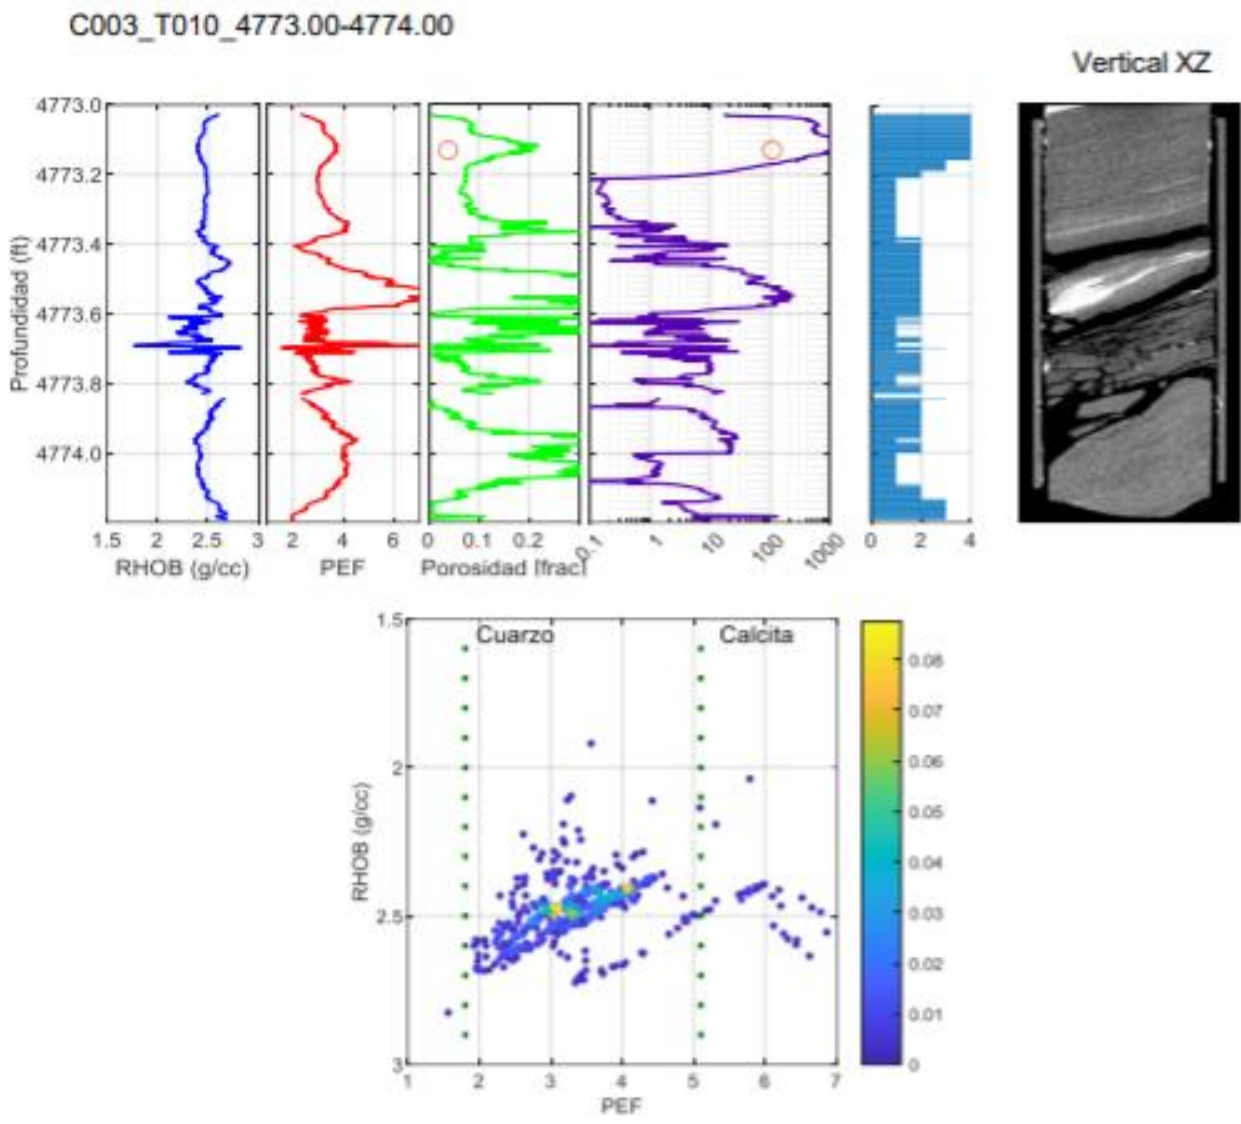 C003_T010_4773.00-4774.00
Vertical XZ
Profundidad (ft)
4773.0
4773.2
4773.4
4773.6
4773.8
4774.0
1.5 2 2.5 3
RHOB (g/cc)
2 4 6
PEF
0 0.1 0.2
Porosidad [frac]
0.1 1 10 100 1000
0 2 4
Cuarzo Calcita
RHOB (g/cc)
1.5
2
2.5
3
1 2 3 4 5 6 7
PEF
0.08
0.07
0.06
0.05
0.04
0.03
0.02
0.01
0